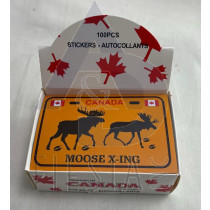 100PCS
STICKERS - AUTOCOLLANTS
CANADA
MOOSE X-ING
CANADA